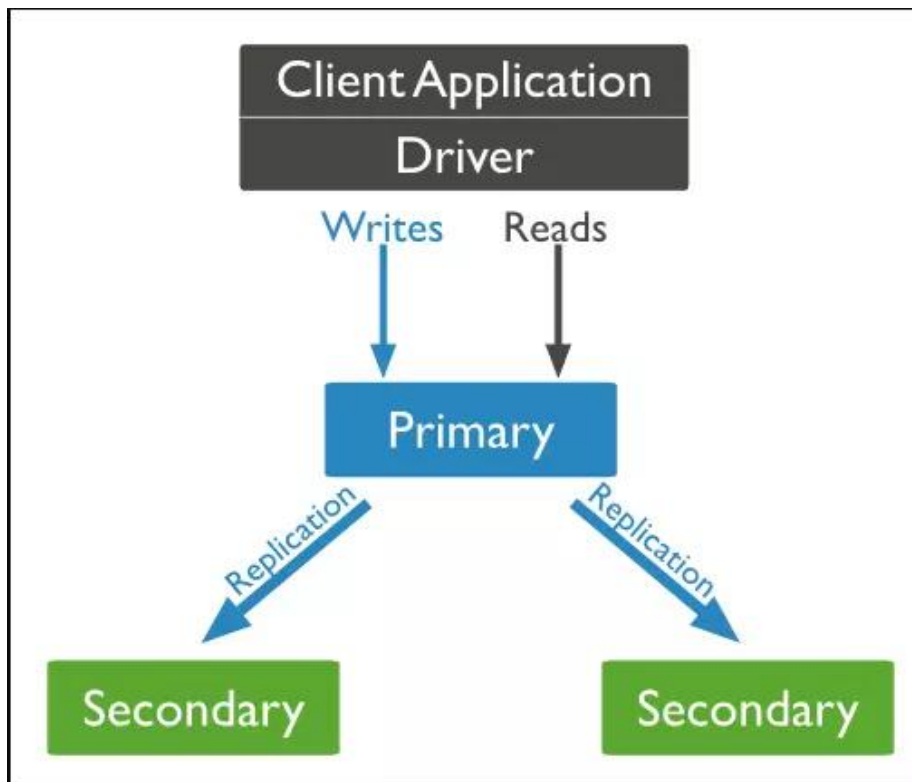 Client Application
Driver
Writes Reads
Primary
Replication Replication
Secondary Secondary